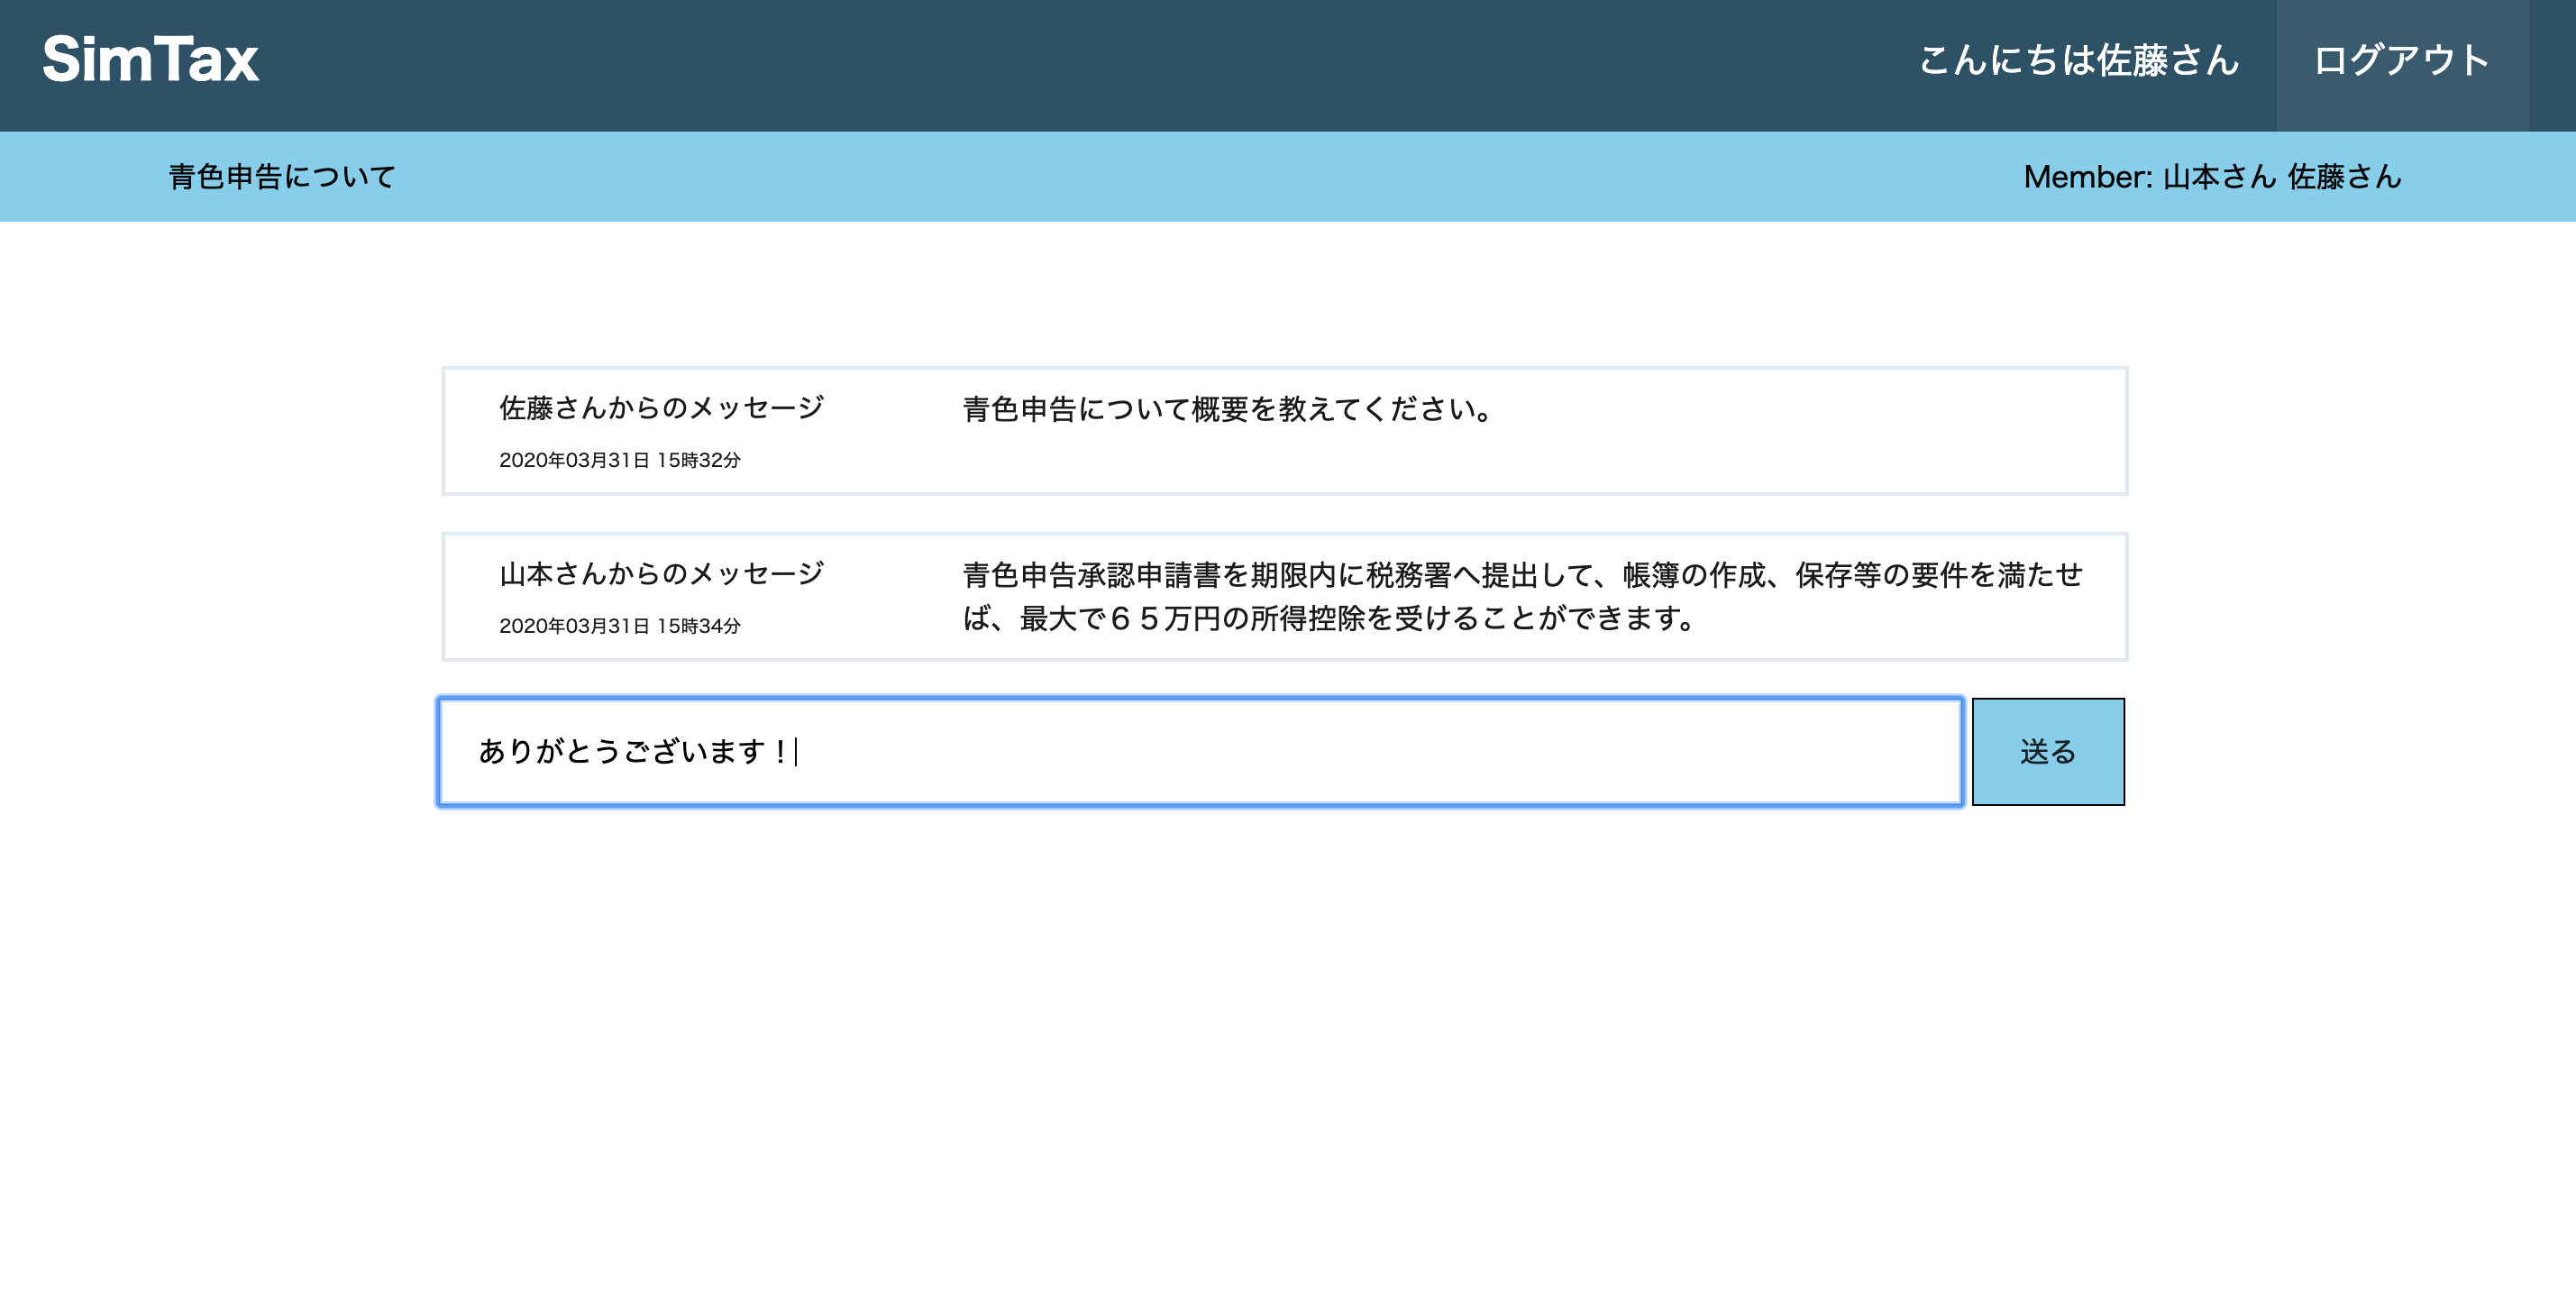 SimTax
こんにちは佐藤さん
ログアウト
青色申告について
Member: 山本さん 佐藤さん
佐藤さんからのメッセージ
2020年03月31日 15時32分
青色申告について概要を教えてください。
山本さんからのメッセージ
2020年03月31日 15時34分
青色申告承認申請書を期限内に税務署へ提出して、帳簿の作成、保存等の要件を満たせ
ば、最大で６５万円の所得控除を受けることができます。
ありがとうございます！
送る